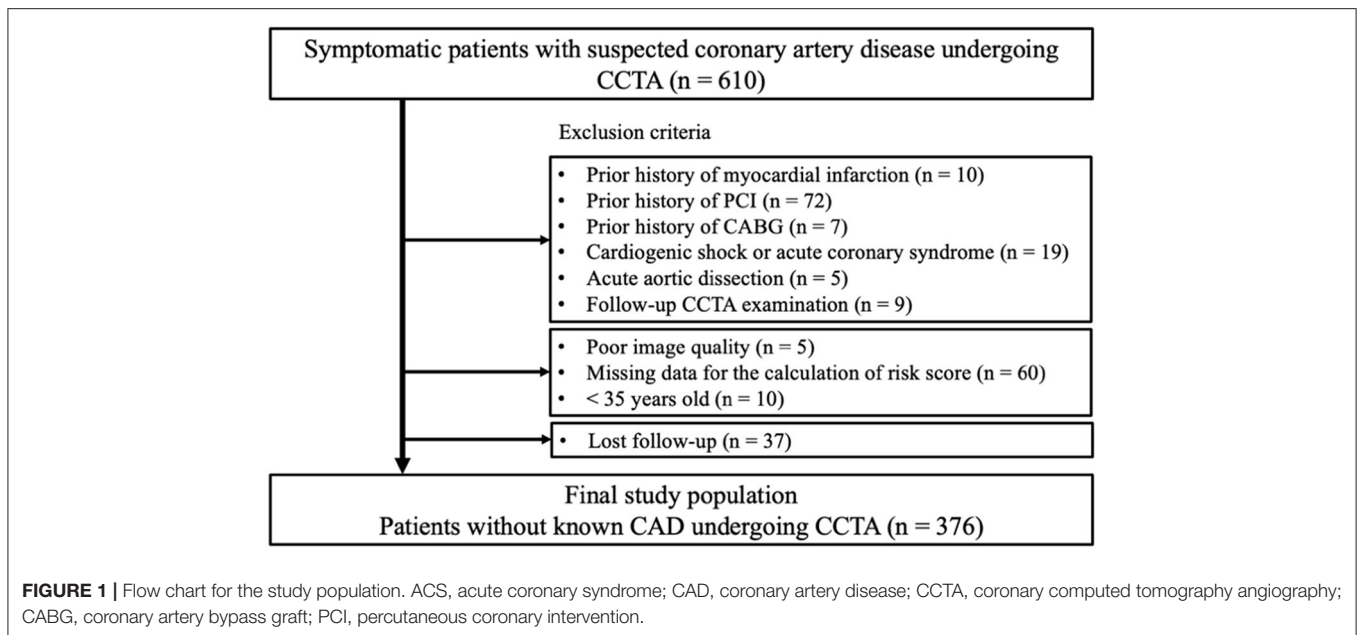 Symptomatic patients with suspected coronary artery disease undergoing
CCTA (n = 610)
Exclusion criteria
• Prior history of myocardial infarction (n = 10)
• Prior history of PCI (n = 72)
• Prior history of CABG (n = 7)
• Cardiogenic shock or acute coronary syndrome (n = 19)
• Acute aortic dissection (n = 5)
• Follow-up CCTA examination (n = 9)
• Poor image quality (n = 5)
• Missing data for the calculation of risk score (n = 60)
• < 35 years old (n = 10)
• Lost follow-up (n = 37)
Final study population
Patients without known CAD undergoing CCTA (n = 376)
FIGURE 1 | Flow chart for the study population. ACS, acute coronary syndrome; CAD, coronary artery disease; CCTA, coronary computed tomography angiography;
CABG, coronary artery bypass graft; PCI, percutaneous coronary intervention.